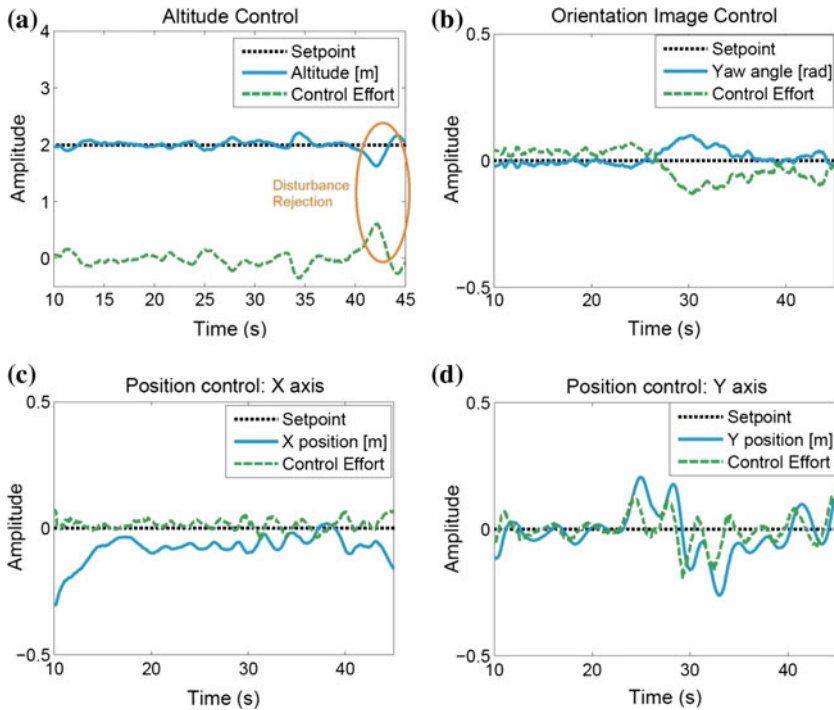 (a)
Altitude Control
4
3
2
1
0
Amplitude
Setpoint
Altitude [m]
Control Effort
Disturbance
Rejection
10 15 20 25 30 35 40 45
Time (s)
(b)
Orientation Image Control
0.5
0
−0.5
Amplitude
Setpoint
Yaw angle [rad]
Control Effort
10 20 30 40
Time (s)
(c)
Position control: X axis
0.5
0
−0.5
Amplitude
Setpoint
X position [m]
Control Effort
10 20 30 40
Time (s)
(d)
Position control: Y axis
0.5
0
−0.5
Amplitude
Setpoint
Y position [m]
Control Effort
10 20 30 40
Time (s)